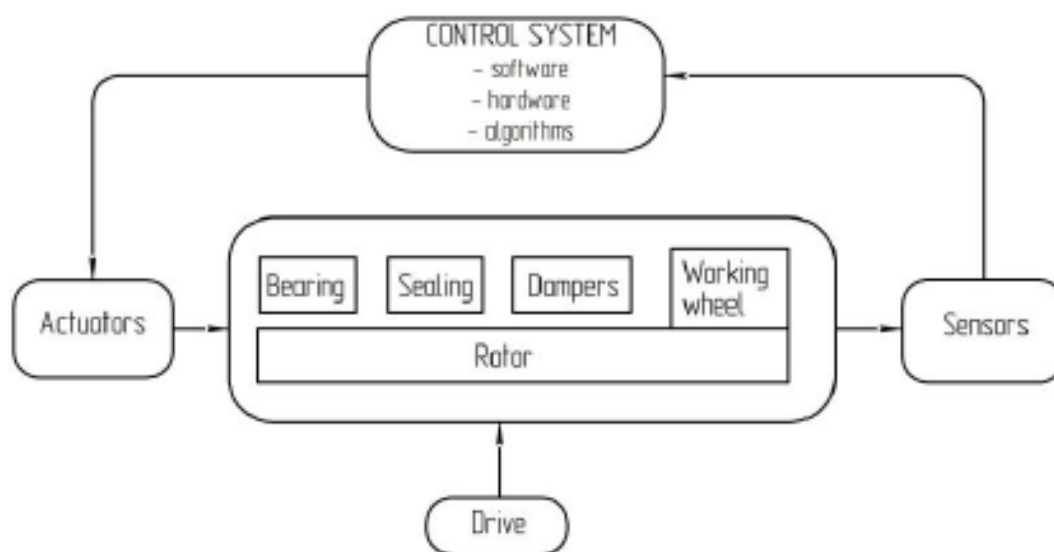 CONTROL SYSTEM
- software
- hardware
- algorithms
Actuators
Bearing
Sealing
Dampers
Working
wheel
Rotor
Sensors
Drive